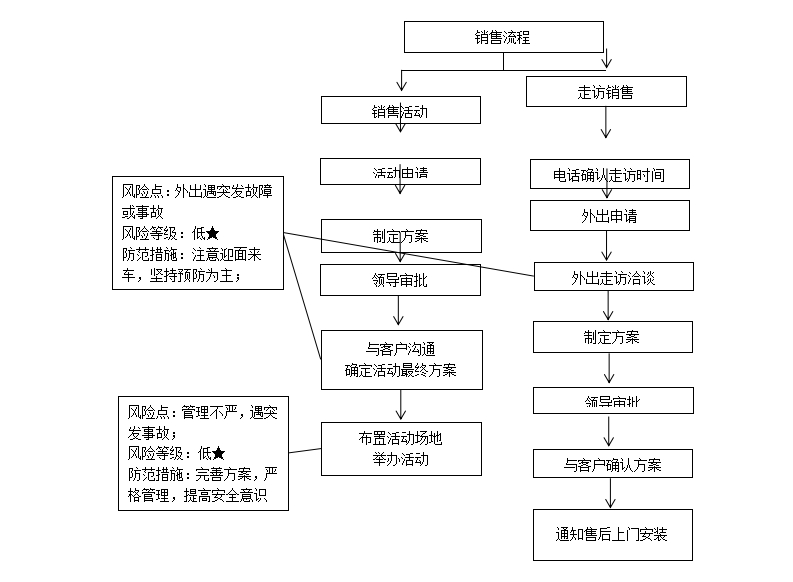 销售流程
走访销售
销售活动
活动申请
电话确认走访时间
风险点：外出遇突发故障
或事故
风险等级：低★
防范措施：注意迎面来
车，坚持预防为主；
外出申请
制定方案
领导审批
外出走访洽谈
制定方案
与客户沟通
确定活动最终方案
领导审批
风险点：管理不严，遇突
发事故；
风险等级：低★
防范措施：完善方案，严
格管理，提高安全意识
布置活动场地
举办活动
与客户确认方案
通知售后上门安装